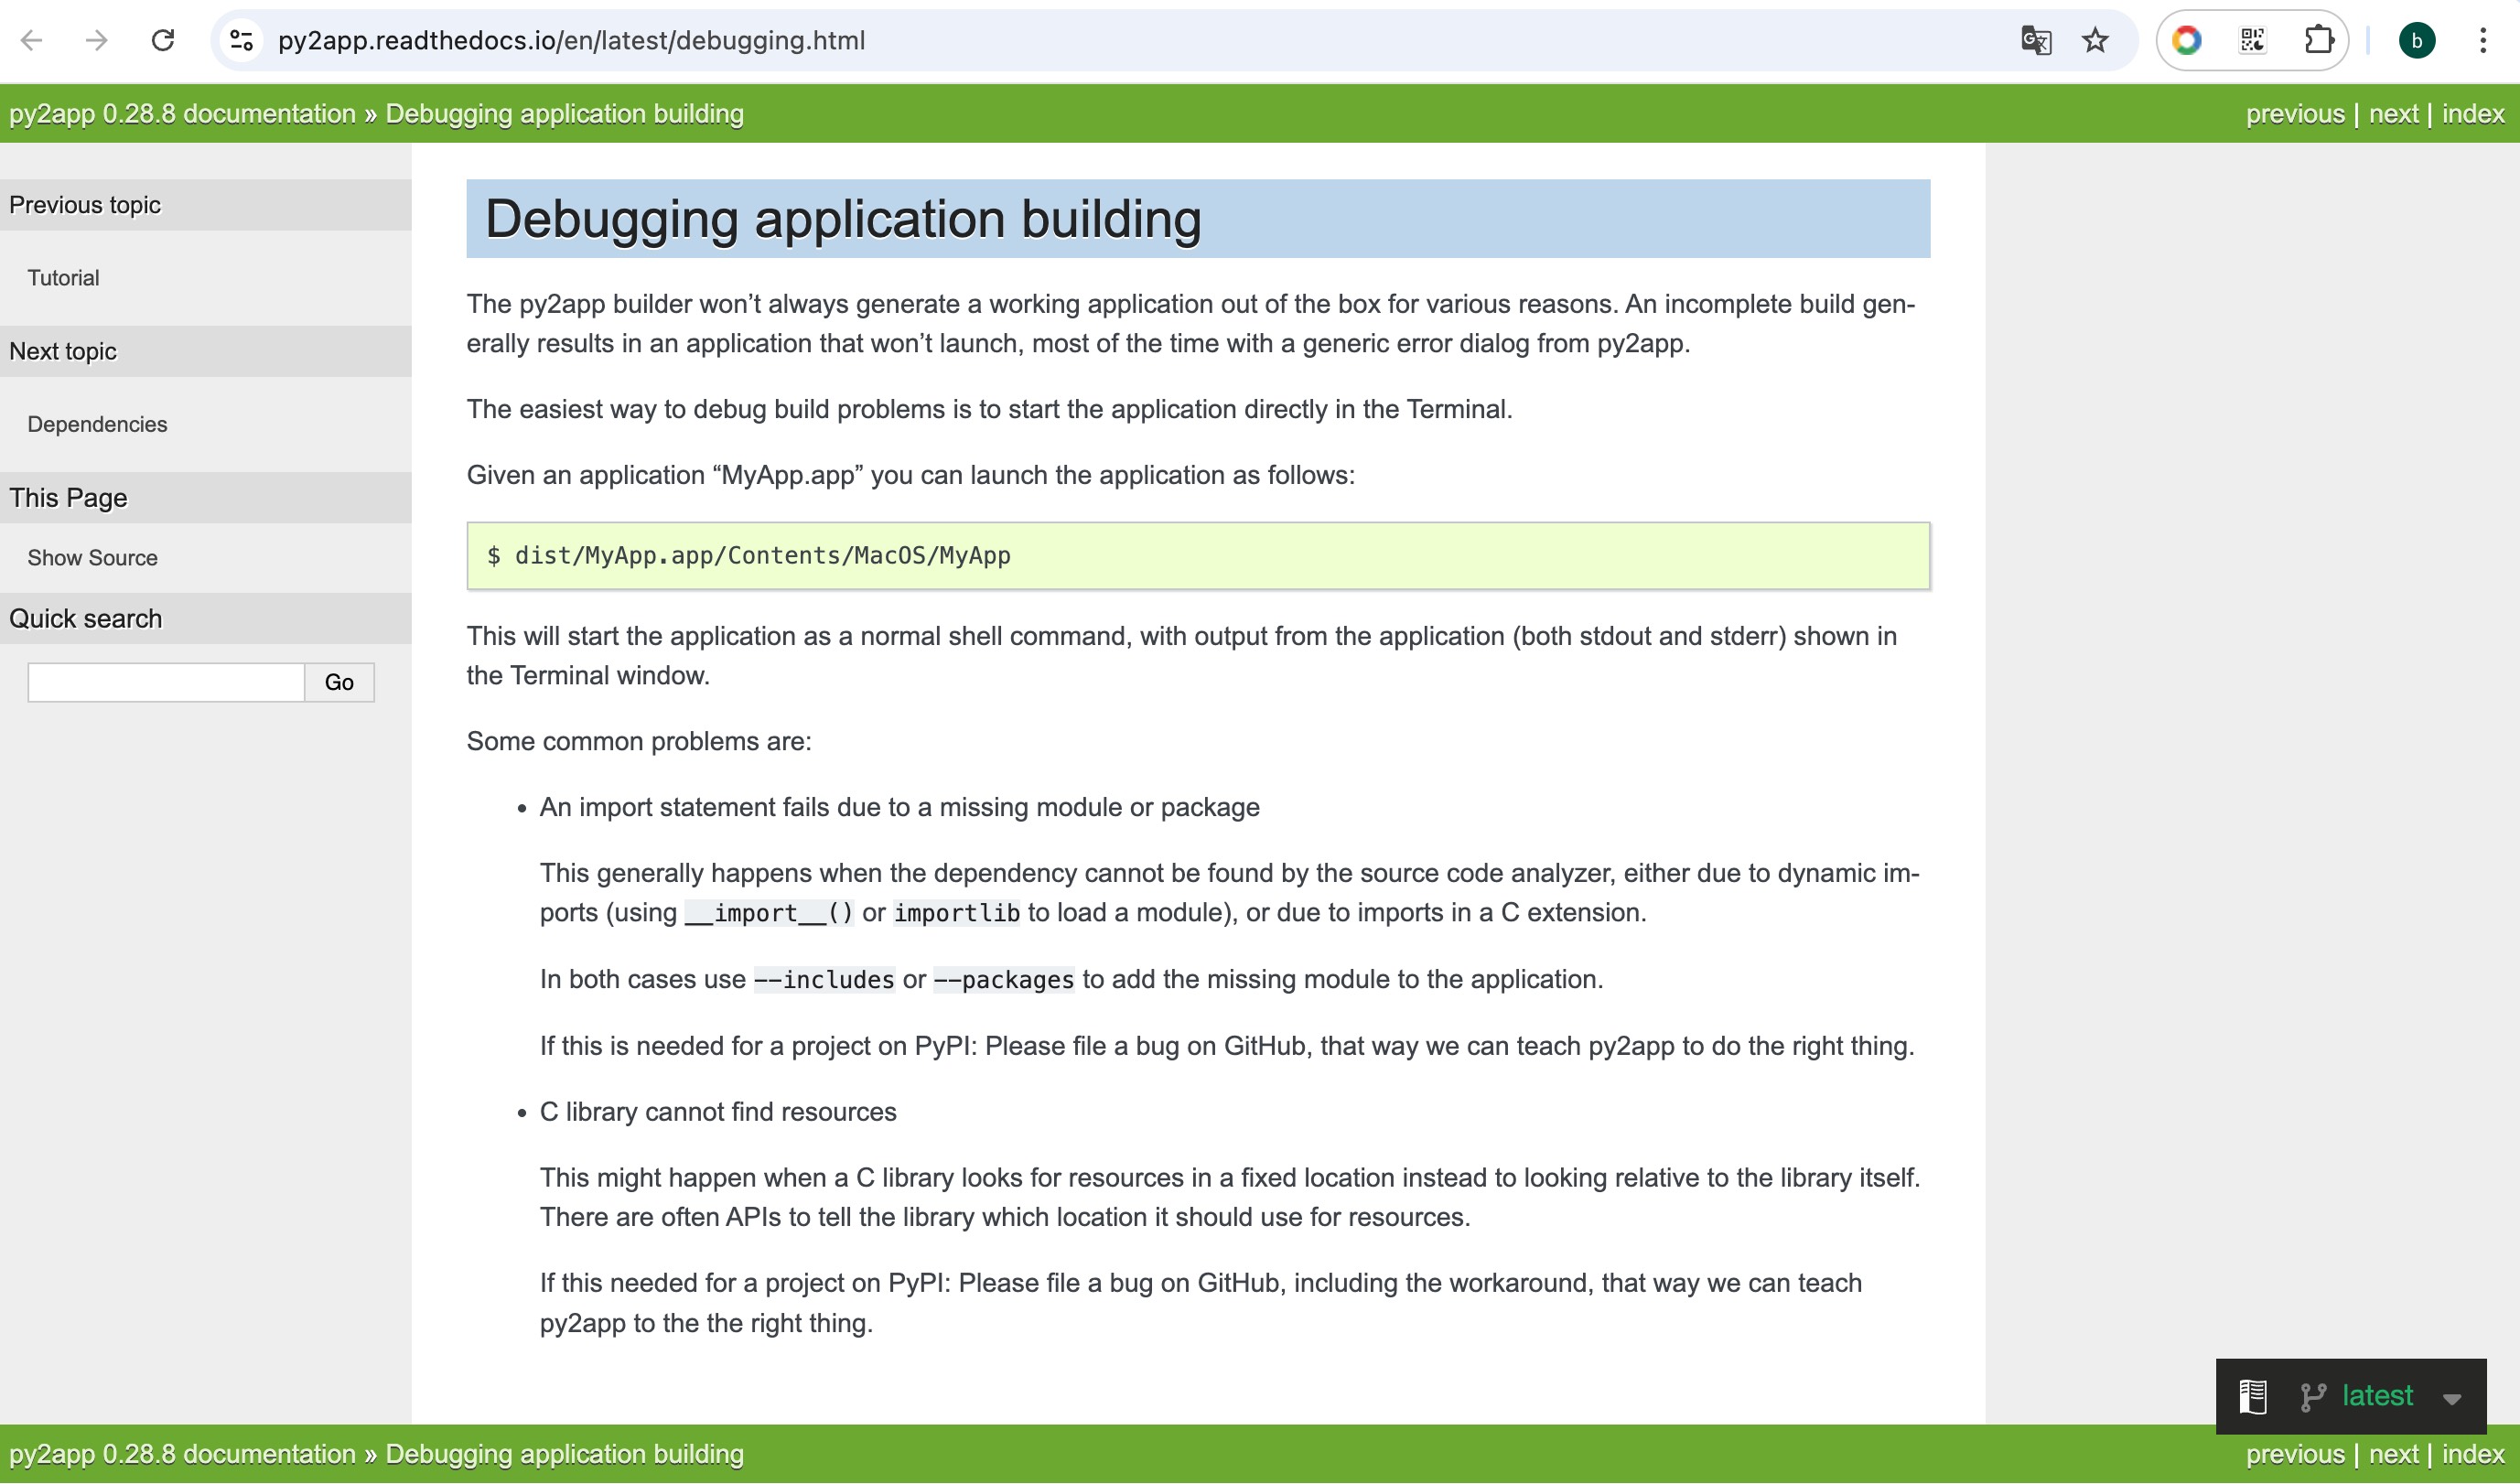 py2app.readthedocs.io/en/latest/debugging.html
b
py2app 0.28.8 documentation » Debugging application building
previous | next | index
Previous topic
Tutorial
Next topic
Dependencies
This Page
Show Source
Quick search
Go
Debugging application building
The py2app builder won’t always generate a working application out of the box for various reasons. An incomplete build gen-
erally results in an application that won’t launch, most of the time with a generic error dialog from py2app.
The easiest way to debug build problems is to start the application directly in the Terminal.
Given an application “MyApp.app” you can launch the application as follows:
$ dist/MyApp.app/Contents/MacOS/MyApp
This will start the application as a normal shell command, with output from the application (both stdout and stderr) shown in
the Terminal window.
Some common problems are:
• An import statement fails due to a missing module or package
This generally happens when the dependency cannot be found by the source code analyzer, either due to dynamic im-
ports (using __import__() or importlib to load a module), or due to imports in a C extension.
In both cases use --includes or --packages to add the missing module to the application.
If this is needed for a project on PyPI: Please file a bug on GitHub, that way we can teach py2app to do the right thing.
• C library cannot find resources
This might happen when a C library looks for resources in a fixed location instead to looking relative to the library itself.
There are often APIs to tell the library which location it should use for resources.
If this needed for a project on PyPI: Please file a bug on GitHub, including the workaround, that way we can teach
py2app to the the right thing.
latest
py2app 0.28.8 documentation » Debugging application building
previous | next | index